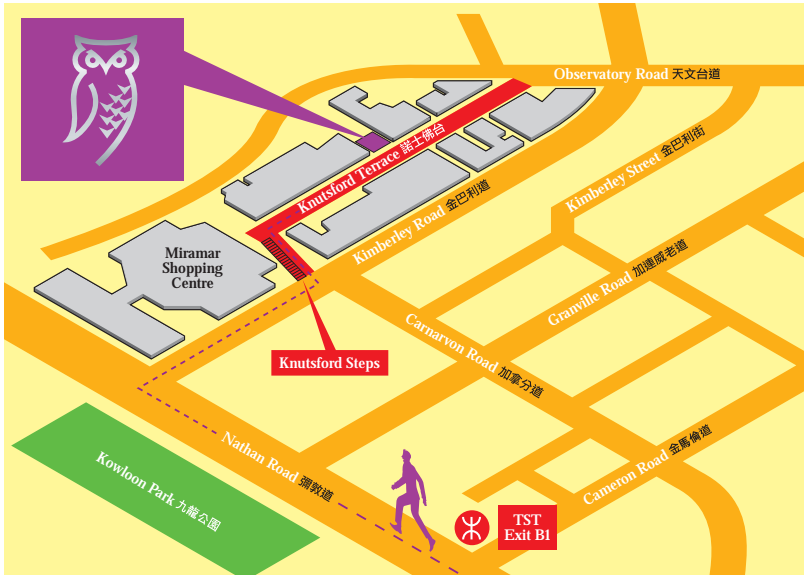 Observatory Road 天文台道
Knutsford Terrace 諾士佛台
Kimberley Street 金巴利街
Kimberley Road 金巴利道
Miramar
Shopping
Centre
Granville Road 加連威老道
Carnarvon Road 加拿分道
Knutsford Steps
Nathan Road 彌敦道
Cameron Road 金馬倫道
Kowloon Park 九龍公園
TST
Exit B1